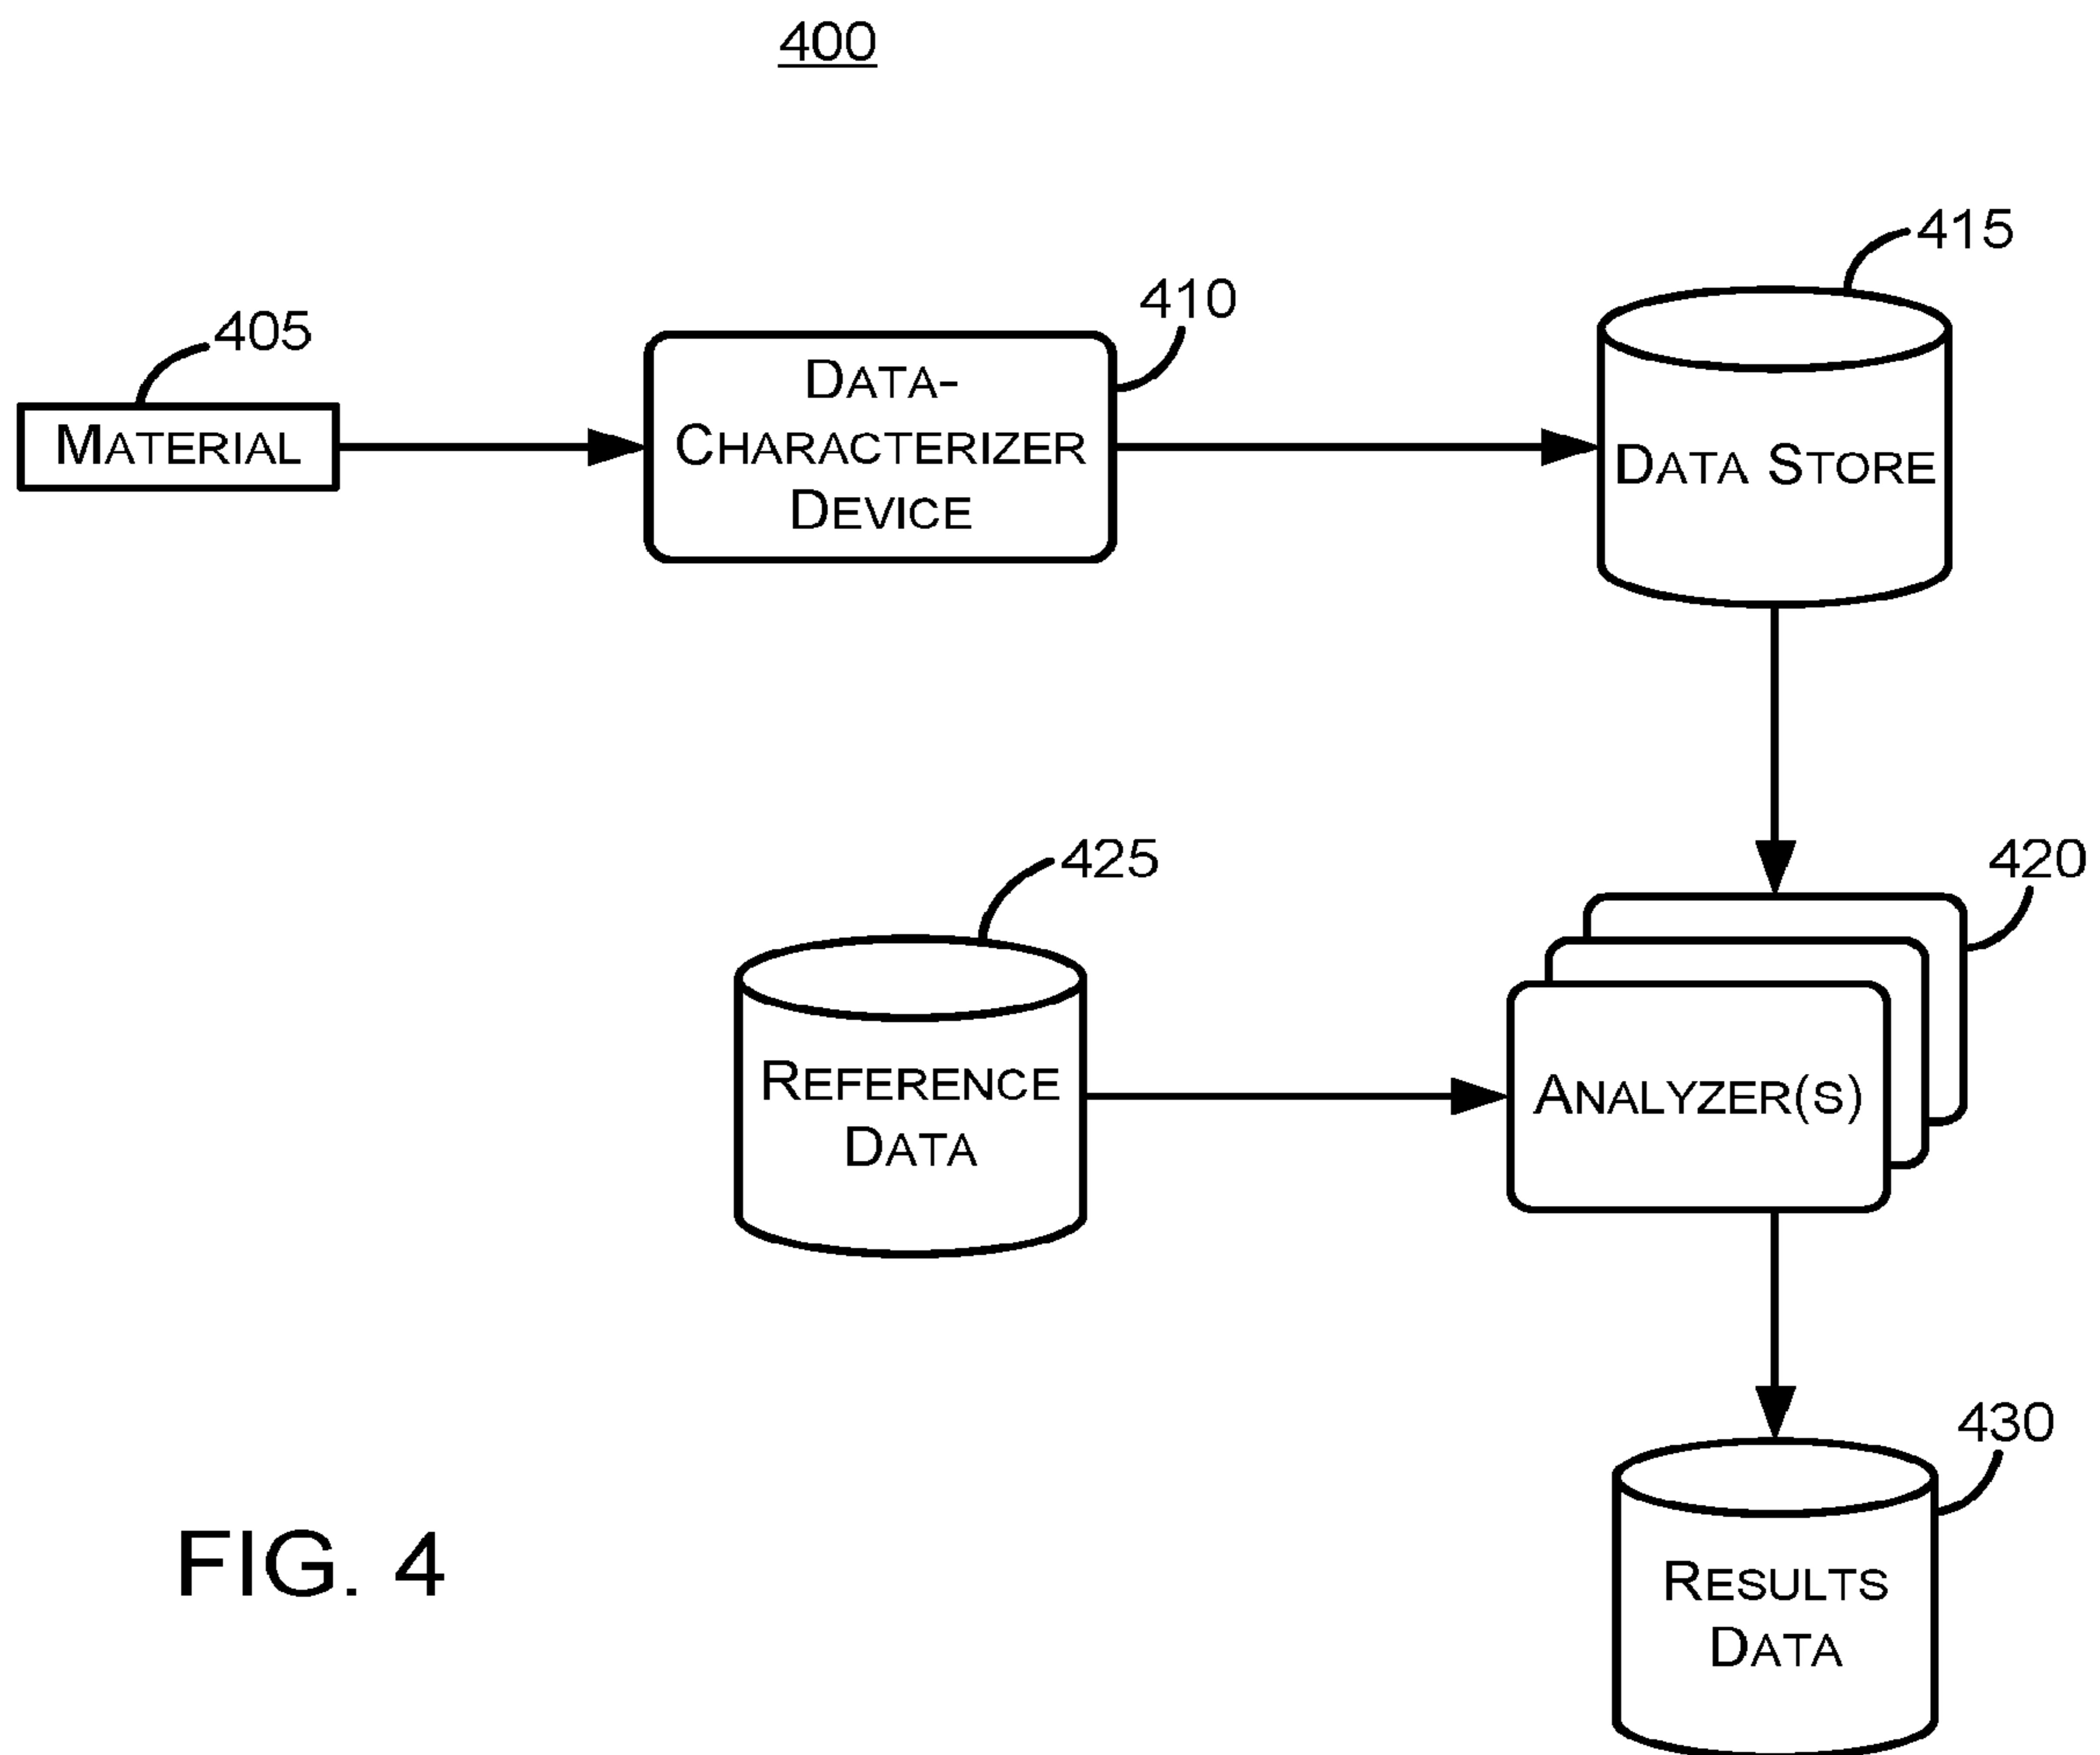 400
415
410
405
DATA-
CHARACTERIZER
DEVICE
MATERIAL
DATA STORE
425
420
REFERENCE
DATA
ANALYZER(S)
430
FIG. 4
RESULTS
DATA